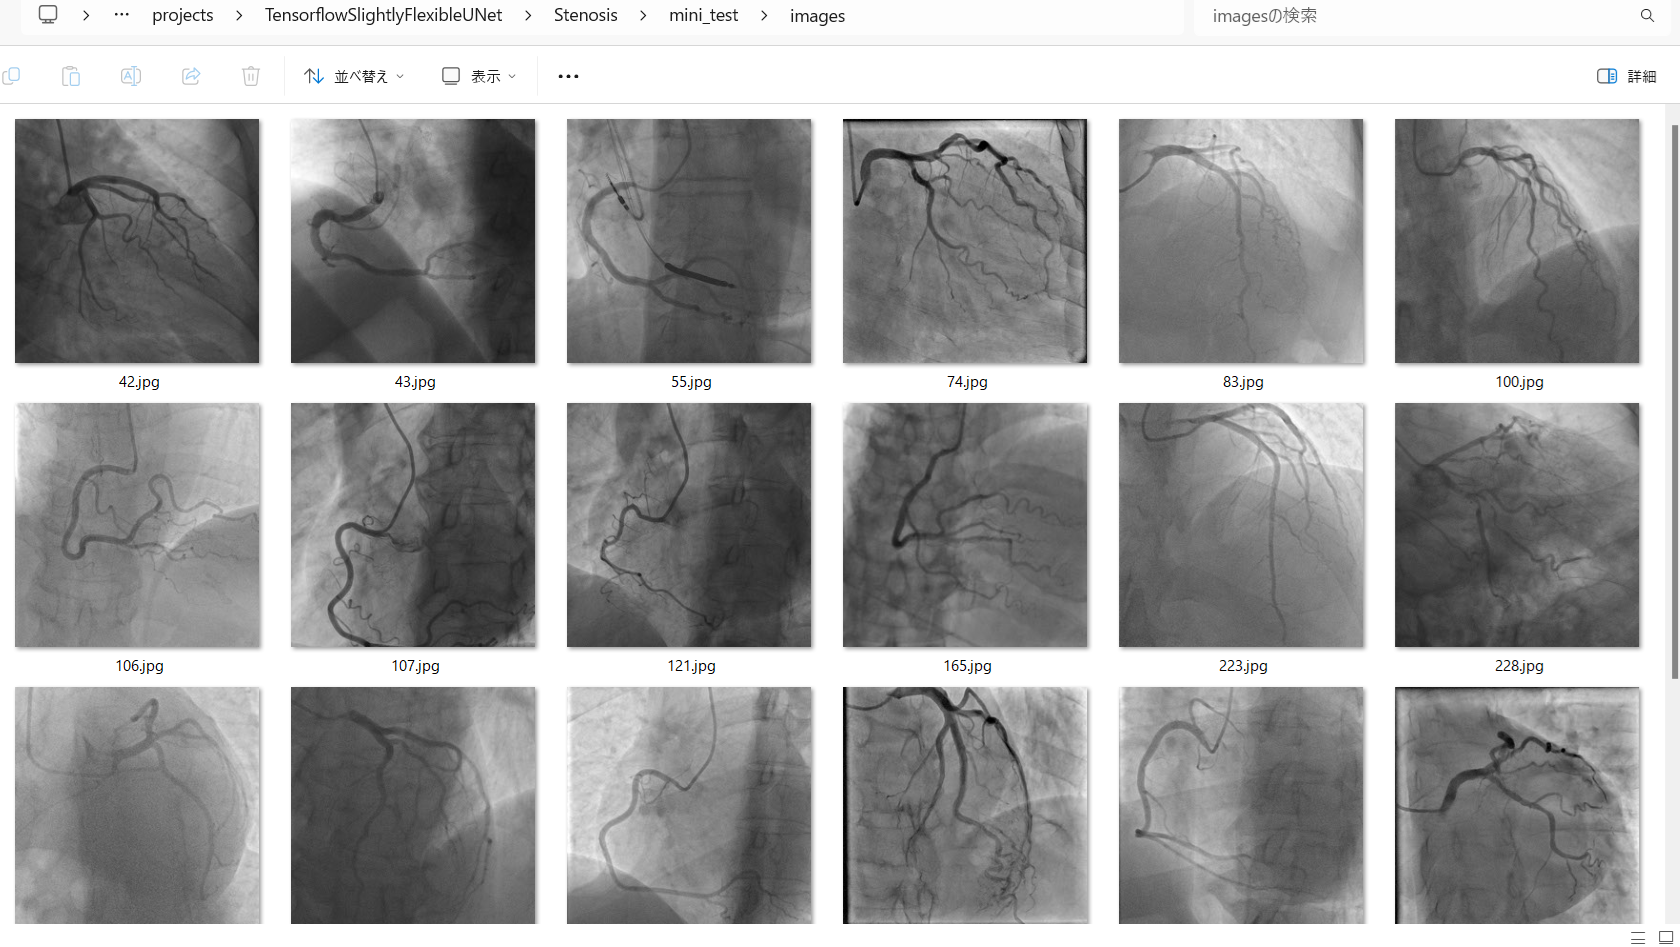 … projects TensorflowSlightlyFlexibleUNet Stenosis mini_test images imagesの検索
並べ替え 表示 … 詳細
42.jpg 43.jpg 55.jpg 74.jpg 83.jpg 100.jpg
106.jpg 107.jpg 121.jpg 165.jpg 223.jpg 228.jpg